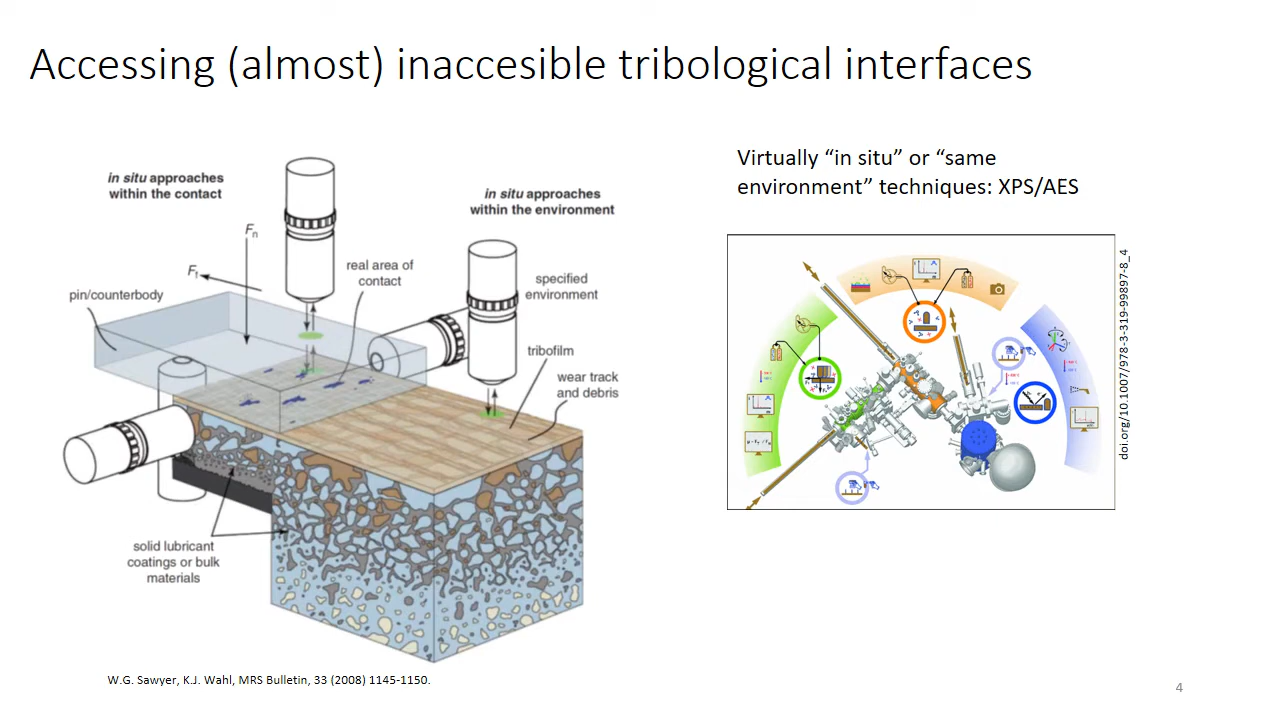 Accessing (almost) inaccesible tribological interfaces
in situ approaches
within the contact
in situ approaches
within the environment
Fn
Ff
real area of
contact
specified
environment
pin/counterbody
tribofilm
wear track
and debris
solid lubricant
coatings or bulk
materials
W.G. Sawyer, K.J. Wahl, MRS Bulletin, 33 (2008) 1145-1150.
Virtually “in situ” or “same
environment” techniques: XPS/AES
doi.org/10.1007/978-3-319-99897-8_4
4